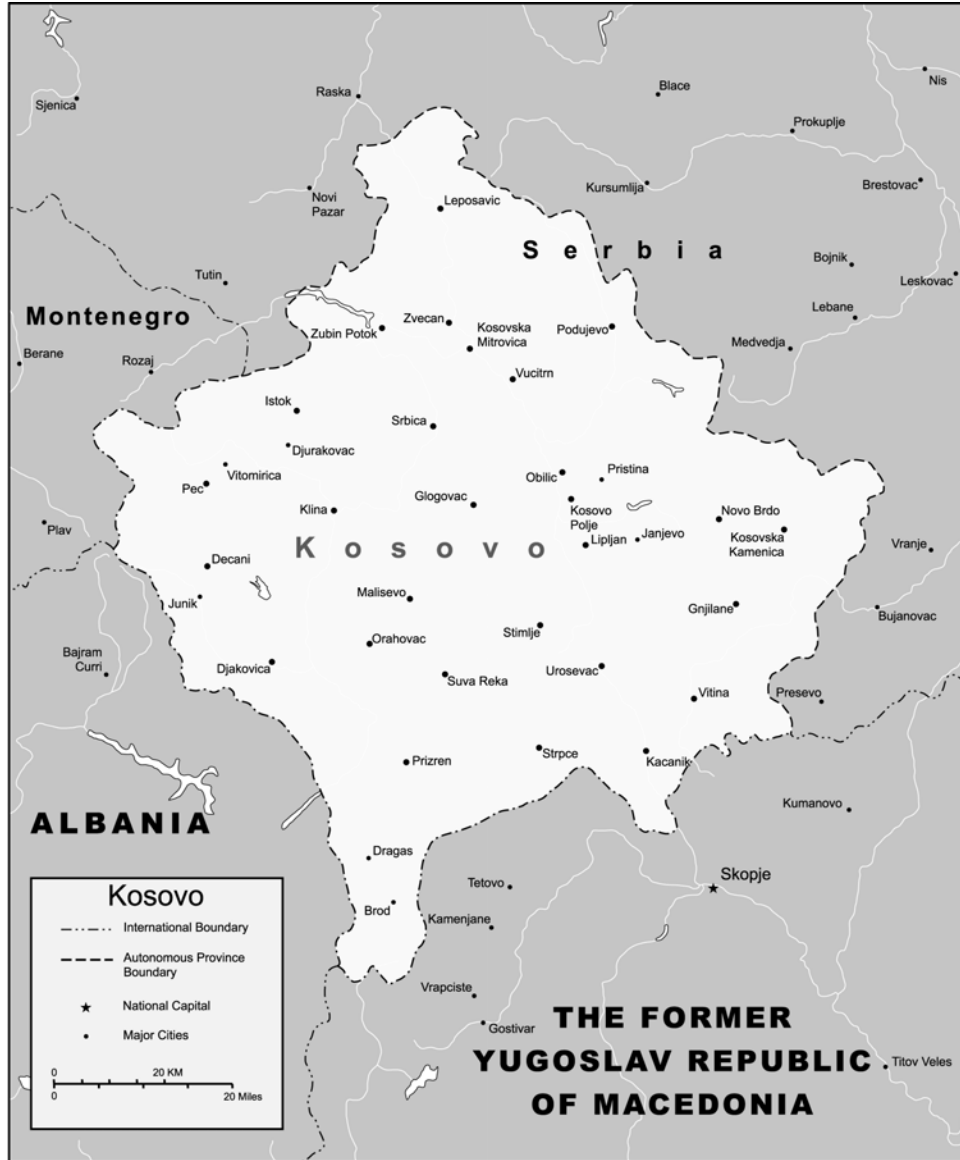 Sjenica
Raska
Blace
Nis
Prokuplje
Novi
Pazar
Kursumlija
Brestovac
Leposavic
Serbia
Bojnik
Leskovac
Tutin
Montenegro
Lebane
Zvecan
Zubin Potok
Kosovska
Mitrovica
Podujevo
Medvedja
Berane
Rozaj
Vucitrn
Istok
Srbica
Djurakovac
Vitomirica
Pec
Obilic
Pristina
Klina
Glogovac
Kosovo
Polje
Novo Brdo
Plav
Kosovo
Lipljan
Janjevo
Kosovska
Kamenica
Vranje
Decani
Junik
Malisevo
Gnjilane
Bujanovac
Stimlje
Orahovac
Bajram
Curri
Djakovica
Suva Reka
Urosevac
Vitina
Presevo
Prizren
Strpce
Kacanik
Kumanovo
ALBANIA
Dragas
Skopje
Tetovo
Brod
Kamenjane
Vrapciste
Gostivar
THE FORMER
YUGOSLAV REPUBLIC
OF MACEDONIA
Titov Veles
Kosovo
International Boundary
Autonomous Province
Boundary
National Capital
Major Cities
0 20 KM
0 20 Miles